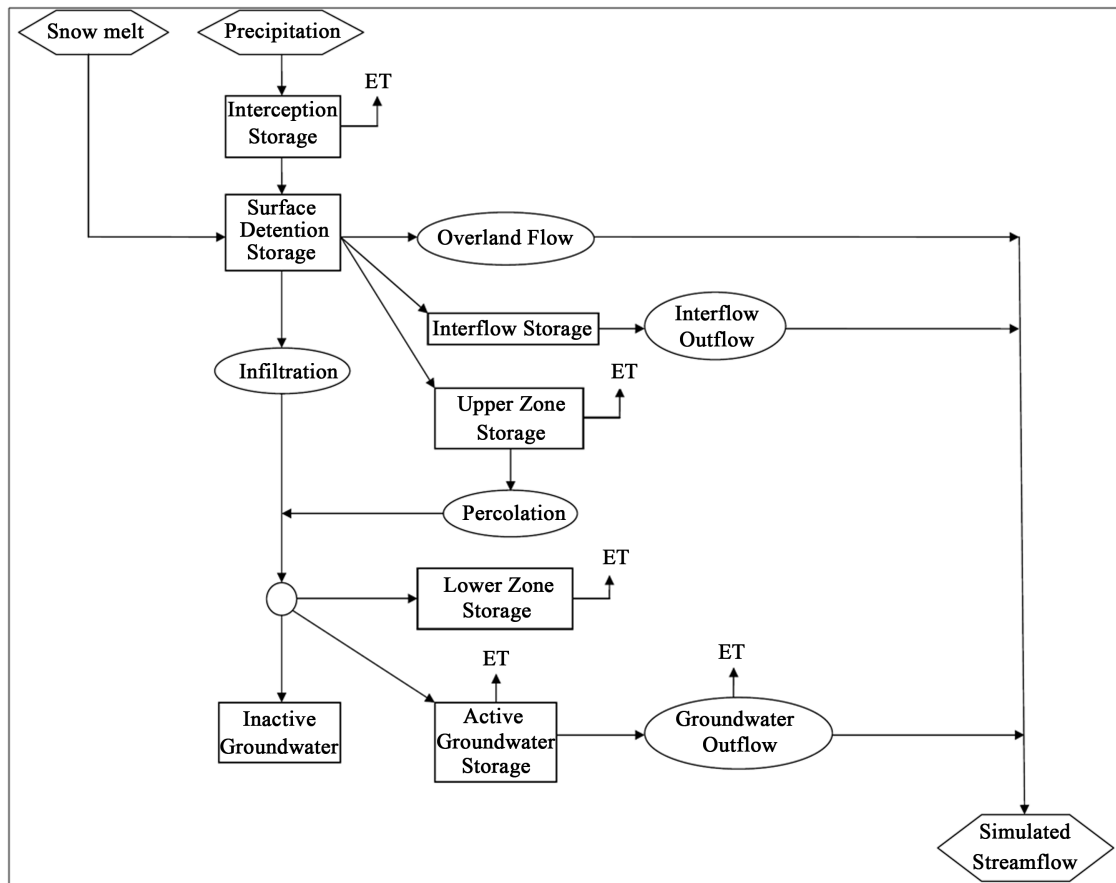 Snow melt
Precipitation
ET
Interception
Storage
Surface
Detention
Storage
Overland Flow
Interflow Storage
Interflow
Outflow
Infiltration
ET
Upper Zone
Storage
Percolation
ET
Lower Zone
Storage
ET
ET
Inactive
Groundwater
Active
Groundwater
Storage
Groundwater
Outflow
Simulated
Streamflow